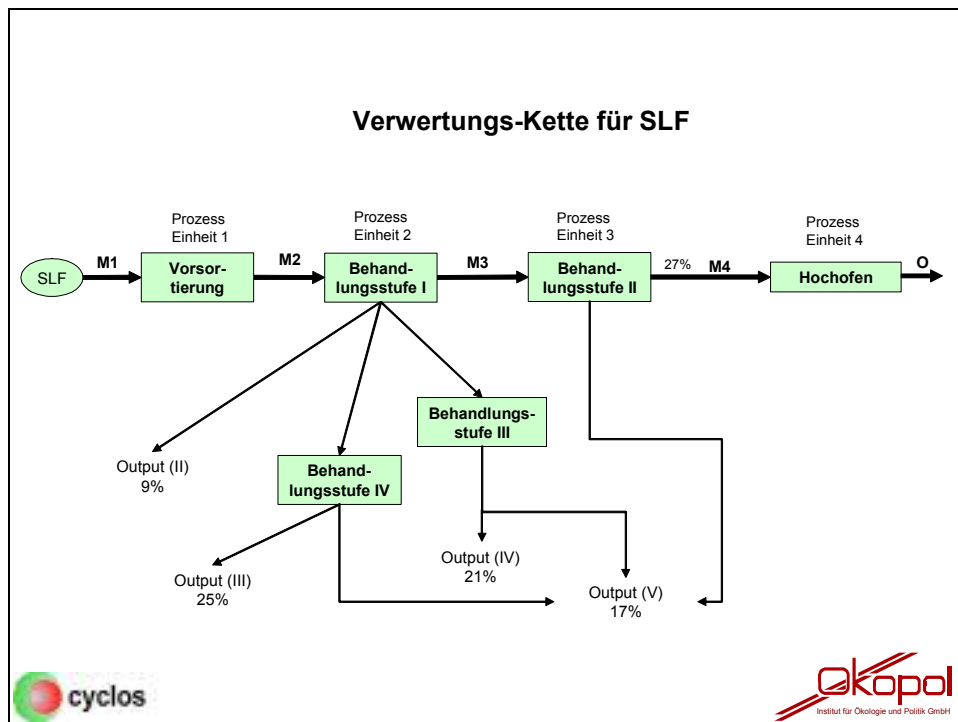 Verwertungs-Kette für SLF
Prozess
Einheit 1
Prozess
Einheit 2
Prozess
Einheit 3
Prozess
Einheit 4
SLF
M1
Vorsor-
tierung
M2
Behand-
lungsstufe I
M3
Behand-
lungsstufe II
27%
M4
Hochofen
O
Behandlungs-
stufe III
Behand-
lungsstufe IV
Output (II)
9%
Output (III)
25%
Output (IV)
21%
Output (V)
17%
cyclos
Ökopol
Institut für Ökologie und Politik GmbH